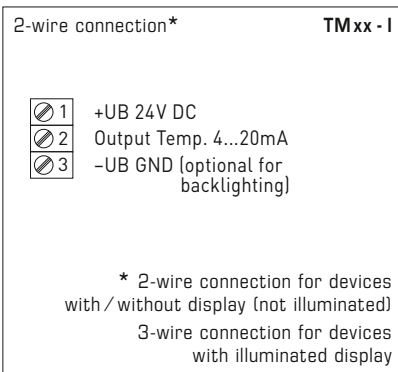 2-wire connection* TMxx - I
1 +UB 24V DC
2 Output Temp. 4...20mA
3 –UB GND (optional for
backlighting)
* 2-wire connection for devices
with / without display (not illuminated)
3-wire connection for devices
with illuminated display